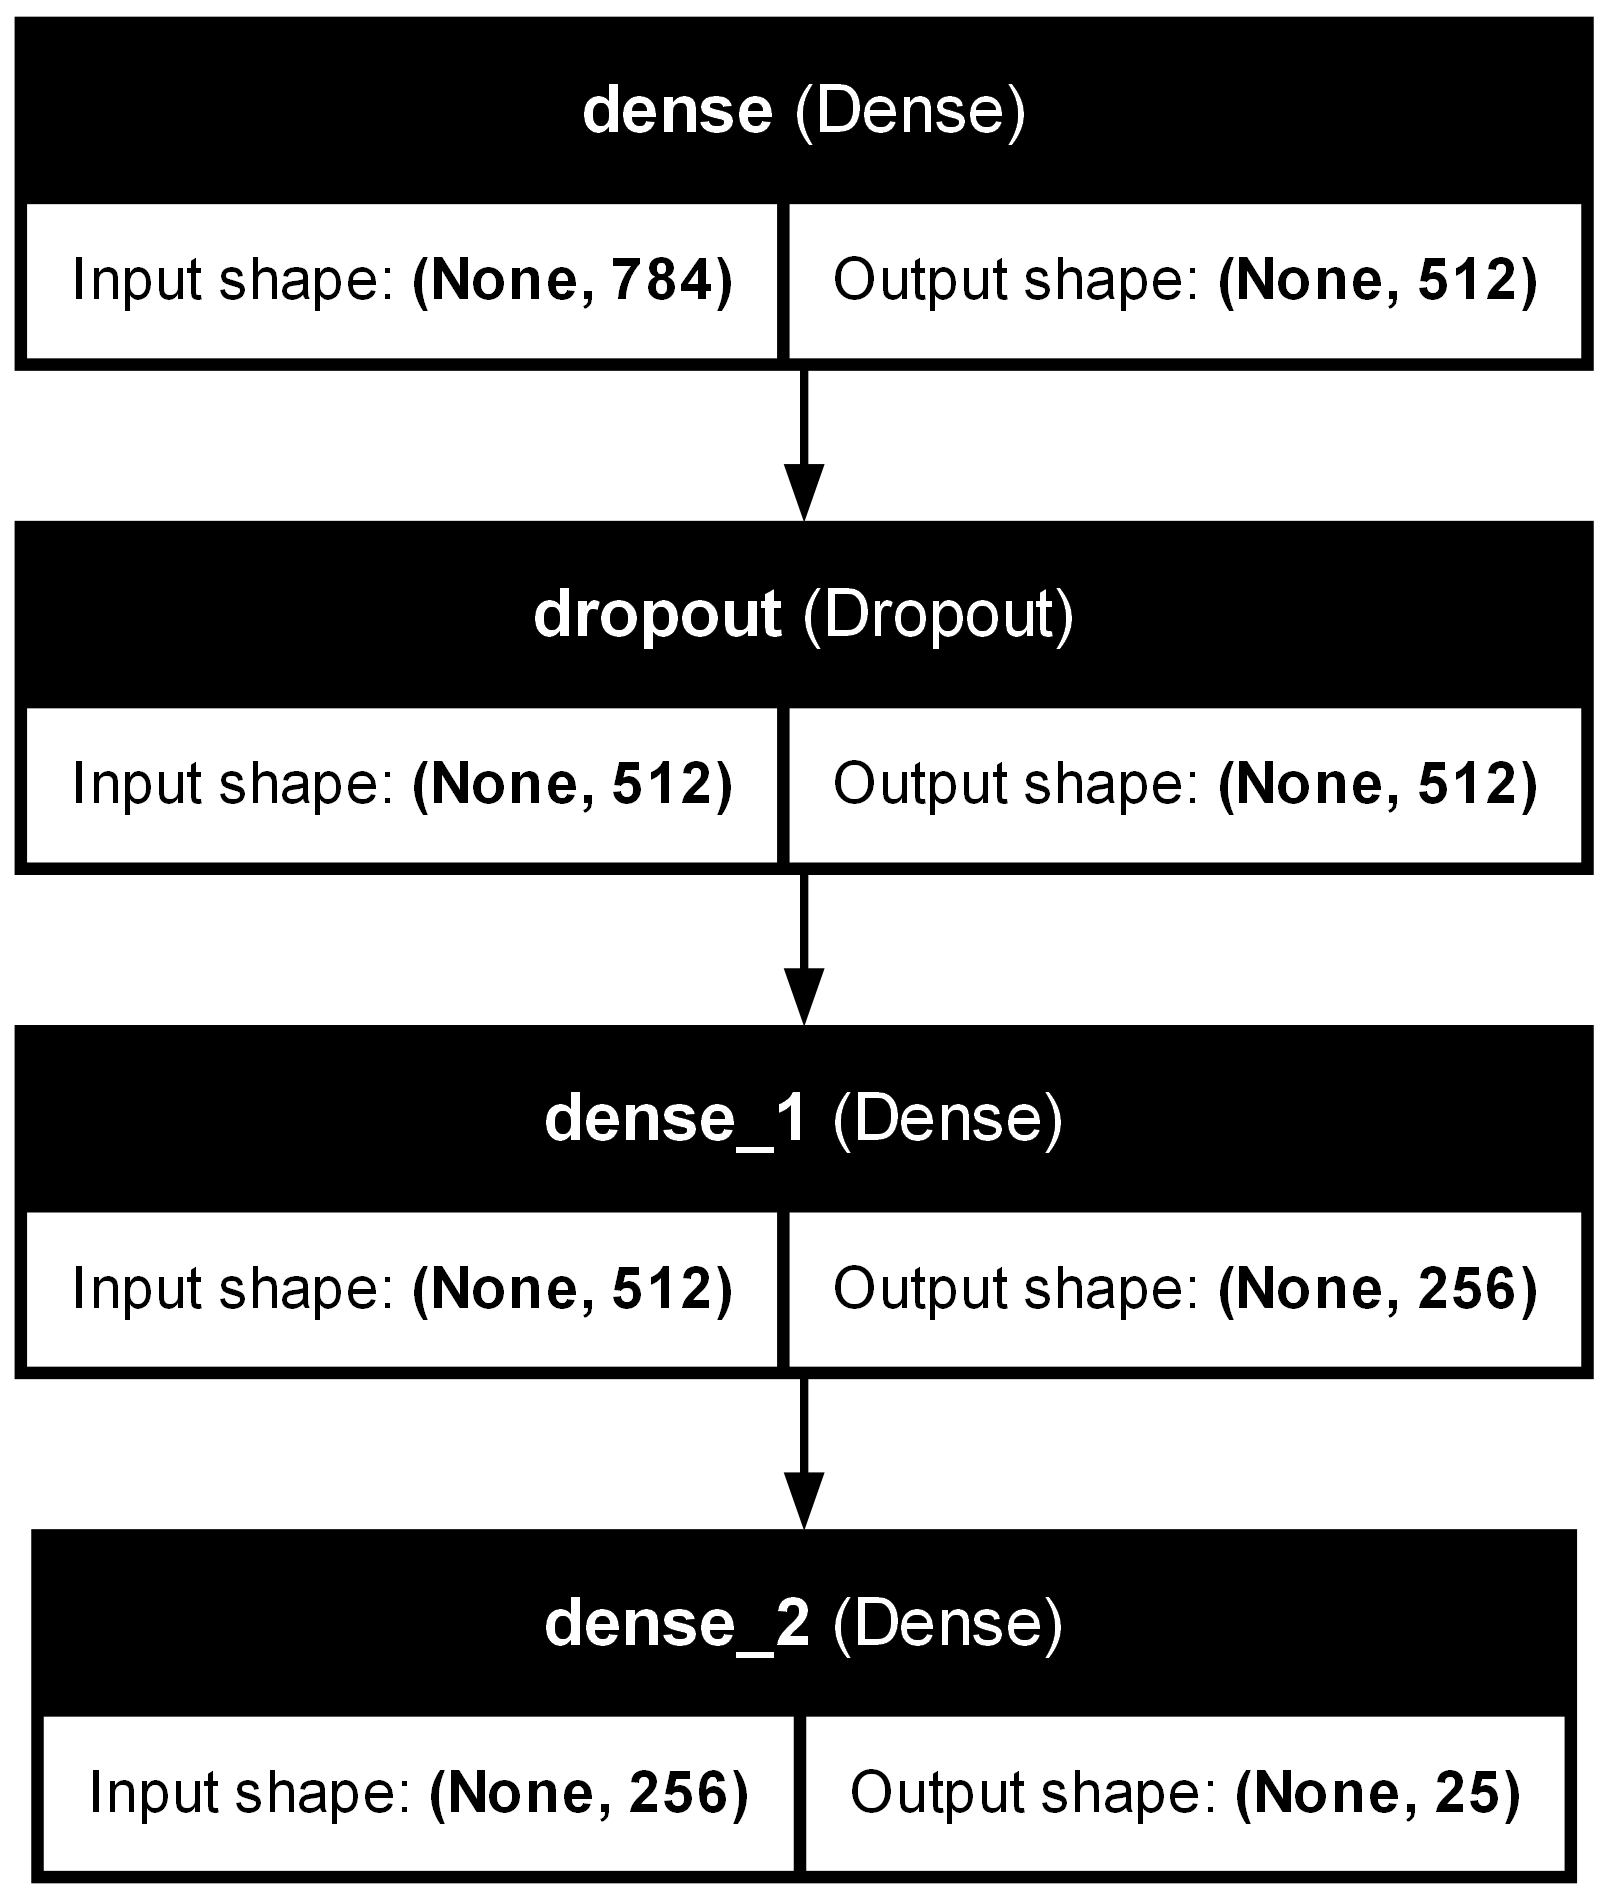 dense (Dense)
Input shape: (None, 784) Output shape: (None, 512)
dropout (Dropout)
Input shape: (None, 512) Output shape: (None, 512)
dense_1 (Dense)
Input shape: (None, 512) Output shape: (None, 256)
dense_2 (Dense)
Input shape: (None, 256) Output shape: (None, 25)